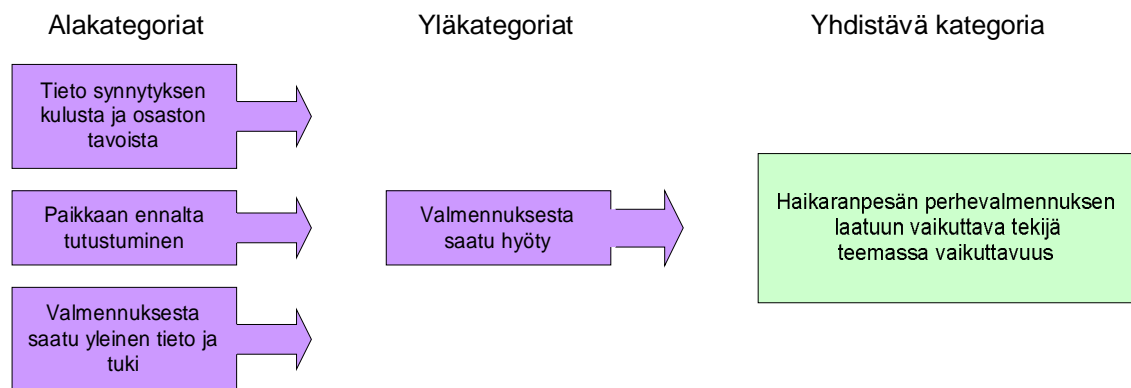 Alakategoriat
Yläkategoriat
Yhdistävä kategoria
Tieto synnytyksen
kulusta ja osaston
tavoista
Paikkaan ennalta
tutustuminen
Valmennuksesta
saatu yleinen tieto ja
tuki
Valmennuksesta
saatu hyöty
Haikaranpesän perhevalmennuksen
laatuun vaikuttava tekijä
teemassa vaikuttavuus